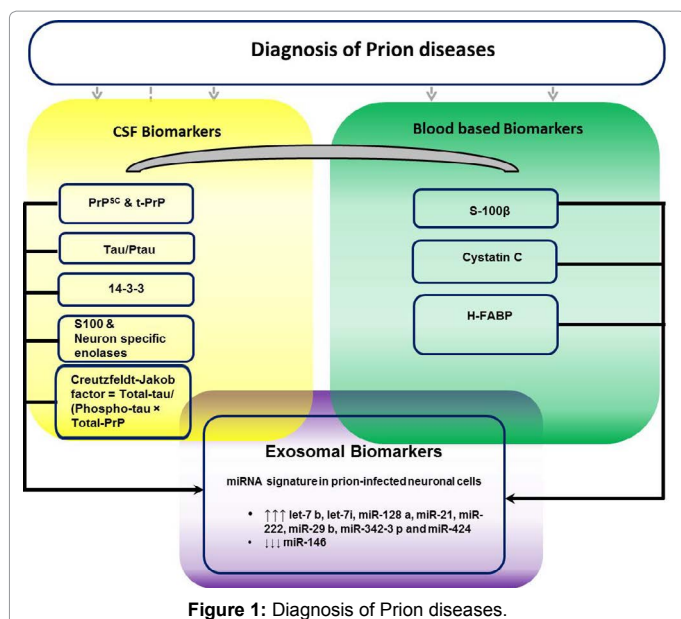 Diagnosis of Prion diseases
CSF Biomarkers
PrPˢᶜ & t-PrP
Tau/Ptau
14-3-3
S100 &
Neuron specific
enolases
Creutzfeldt-Jakob
factor = Total-tau/
(Phospho-tau ×
Total-PrP
Blood based Biomarkers
S-100β
Cystatin C
H-FABP
Exosomal Biomarkers
miRNA signature in prion-infected neuronal cells
• ↑↑↑ let-7 b, let-7i, miR-128 a, miR-21, miR-
222, miR-29 b, miR-342-3 p and miR-424
• ↓↓↓ miR-146
Figure 1: Diagnosis of Prion diseases.